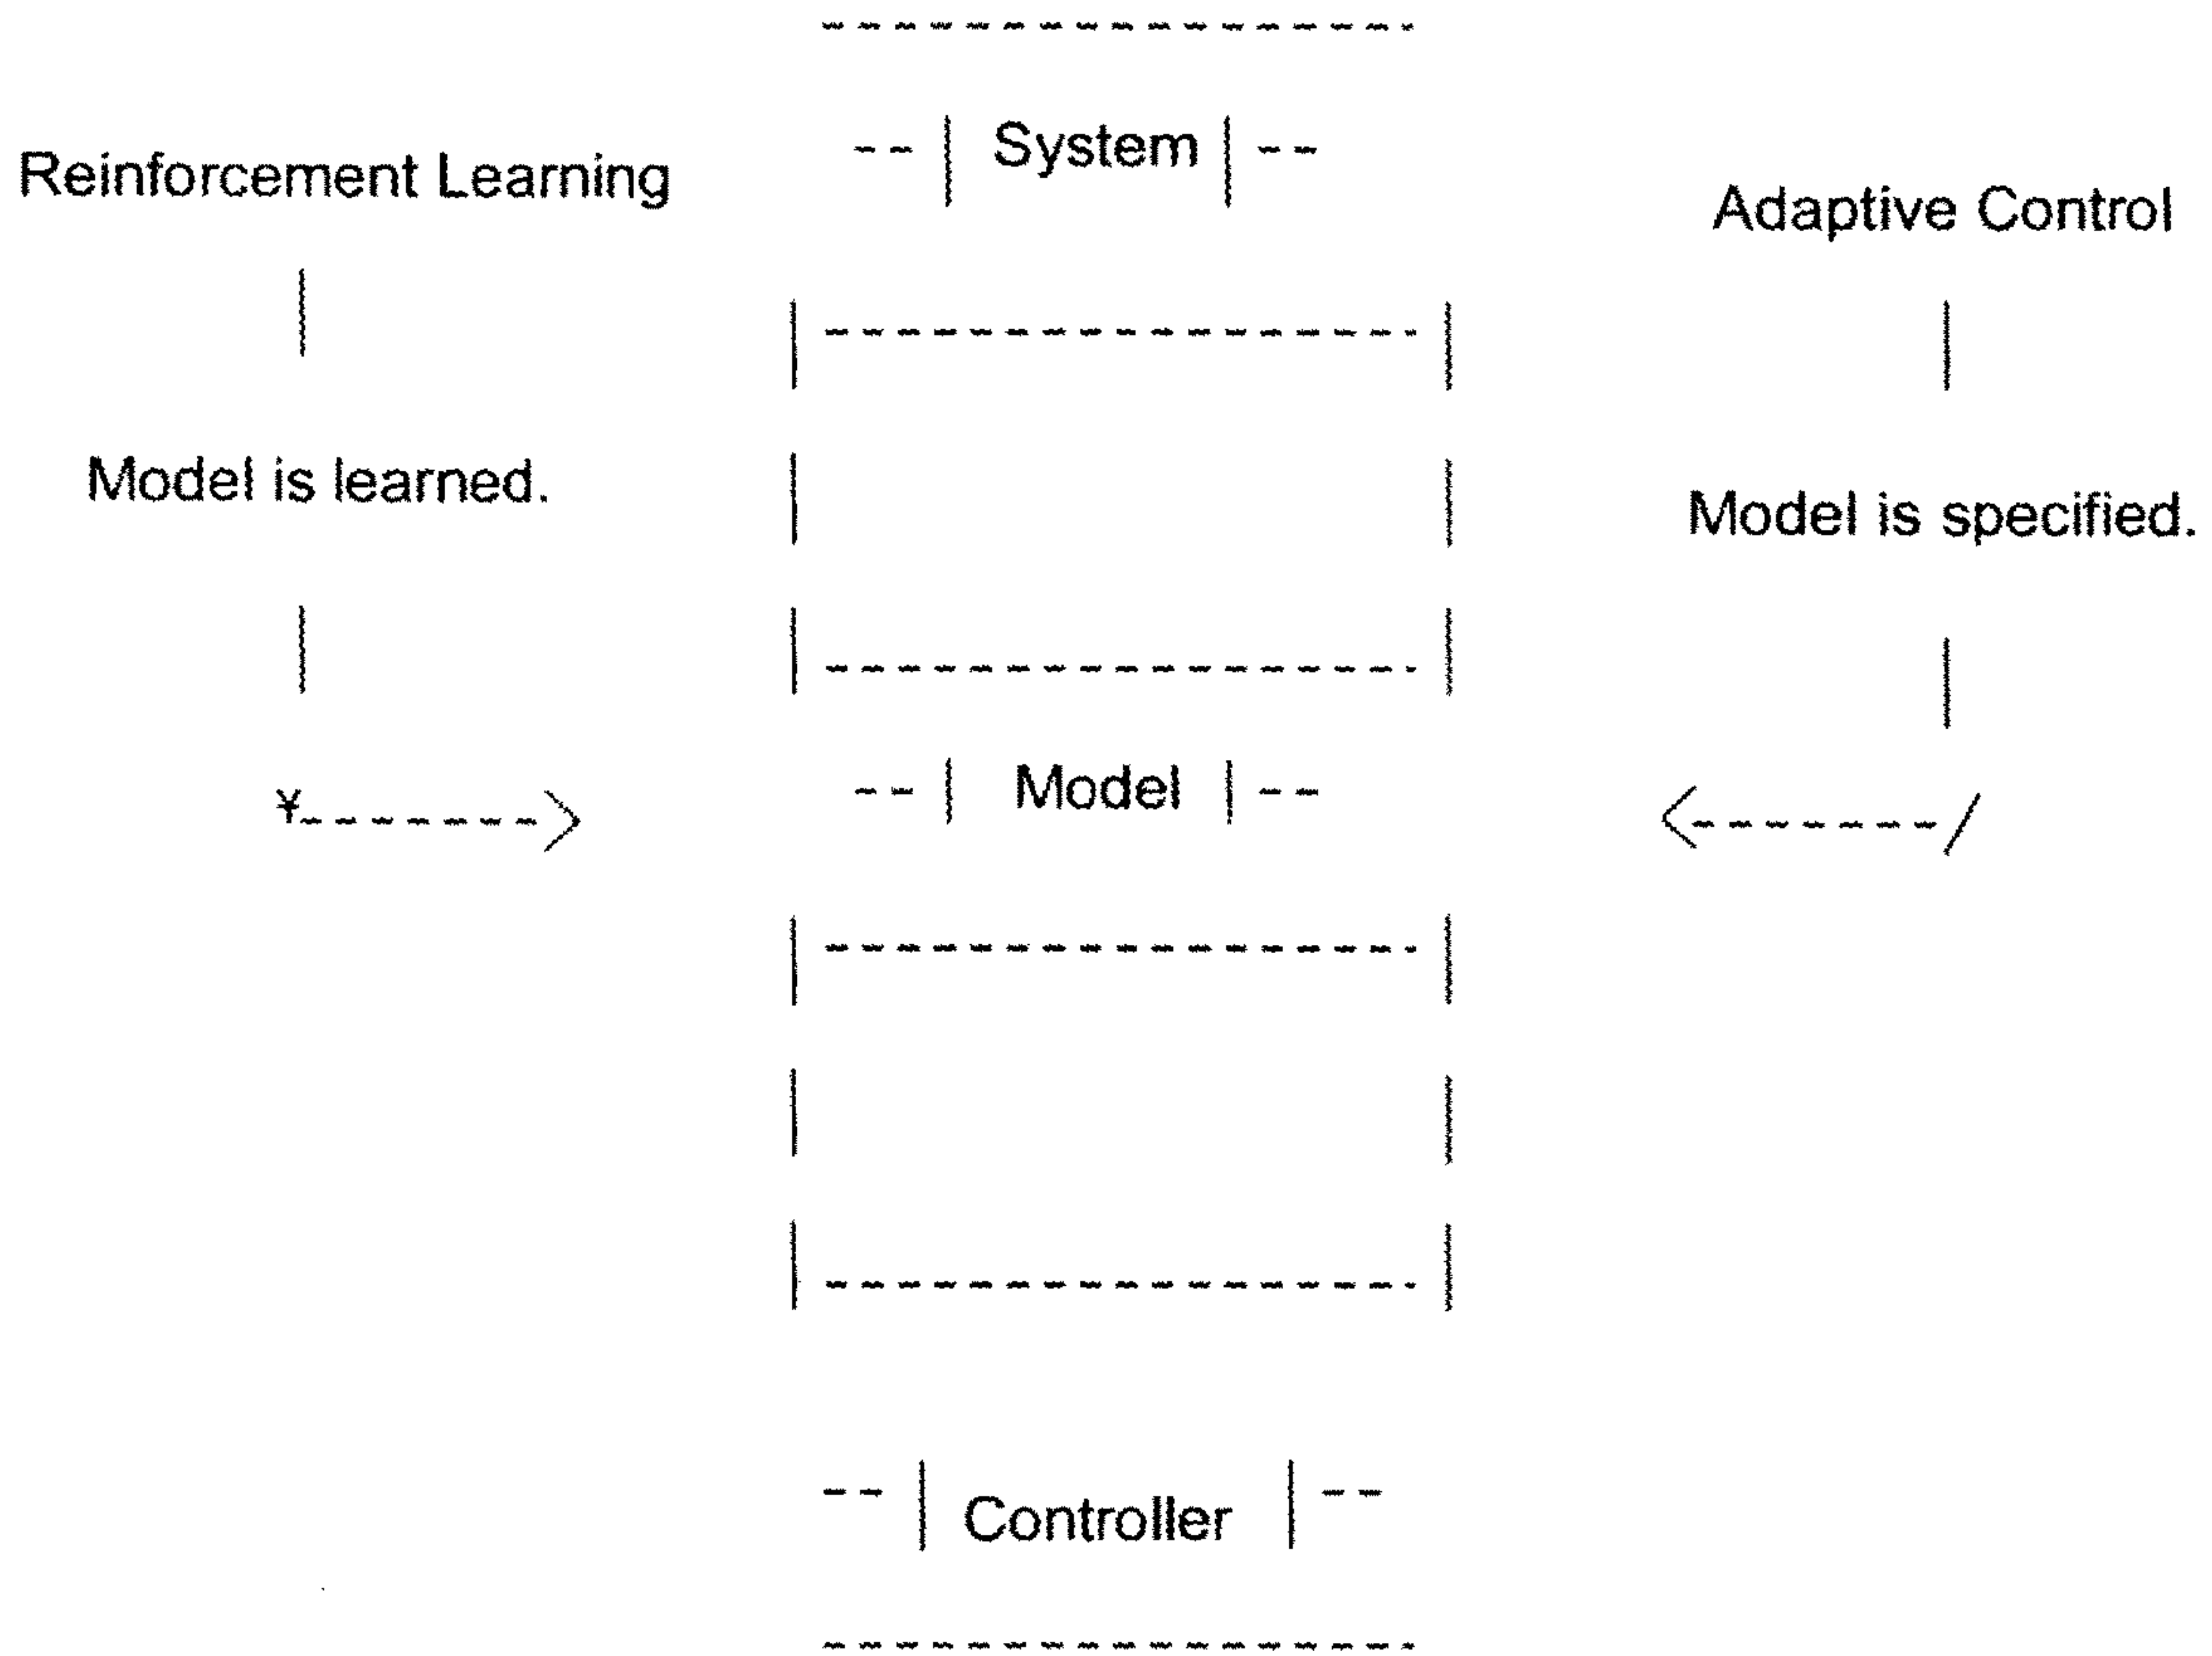 System
Reinforcement Learning
Adaptive Control
Model is learned.
Model is specified.
Model
Controller